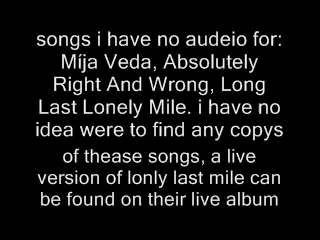 songs i have no audeio for:
Míja Veda, Absolutely
Right And Wrong, Long
Last Lonely Mile. i have no
idea were to find any copys
of thease songs, a live
version of lonly last mile can
be found on their live album